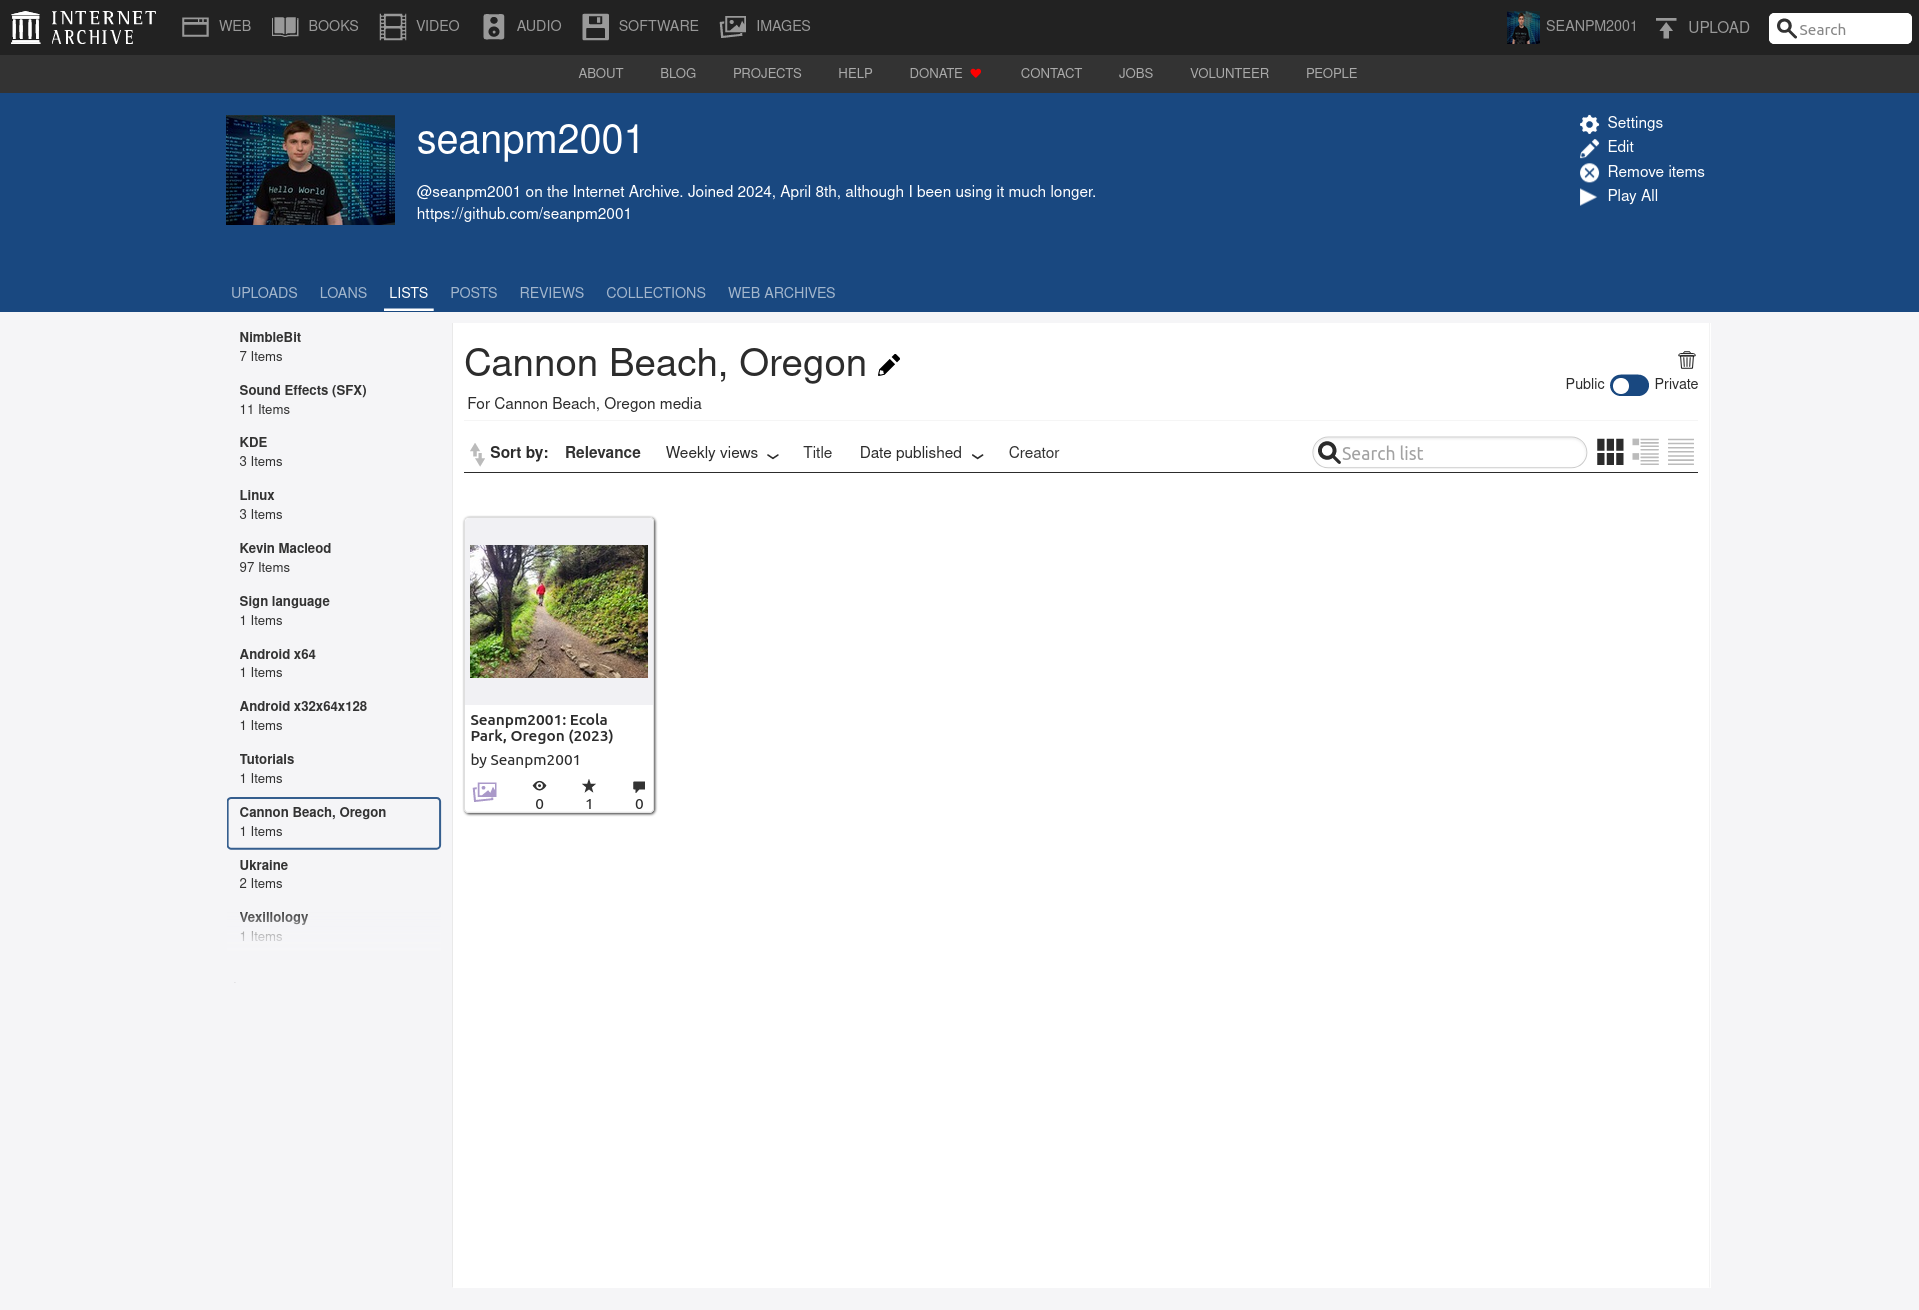 INTERNET ARCHIVE
WEB BOOKS VIDEO AUDIO SOFTWARE IMAGES SEANPM2001 UPLOAD Search
ABOUT BLOG PROJECTS HELP DONATE CONTACT JOBS VOLUNTEER PEOPLE
seanpm2001
@seanpm2001 on the Internet Archive. Joined 2024, April 8th, although I been using it much longer.
https://github.com/seanpm2001
Hello World
Settings
Edit
Remove items
Play All
UPLOADS LOANS LISTS POSTS REVIEWS COLLECTIONS WEB ARCHIVES
NimbleBit
7 Items
Sound Effects (SFX)
11 Items
KDE
3 Items
Linux
3 Items
Kevin Macleod
97 Items
Sign language
1 Items
Android x64
1 Items
Android x32x64x128
1 Items
Tutorials
1 Items
Cannon Beach, Oregon
1 Items
Ukraine
2 Items
Vexillology
1 Items
Cannon Beach, Oregon
For Cannon Beach, Oregon media
Public Private
Sort by: Relevance Weekly views Title Date published Creator Search list
Seanpm2001: Ecola
Park, Oregon (2023)
by Seanpm2001
0 1 0